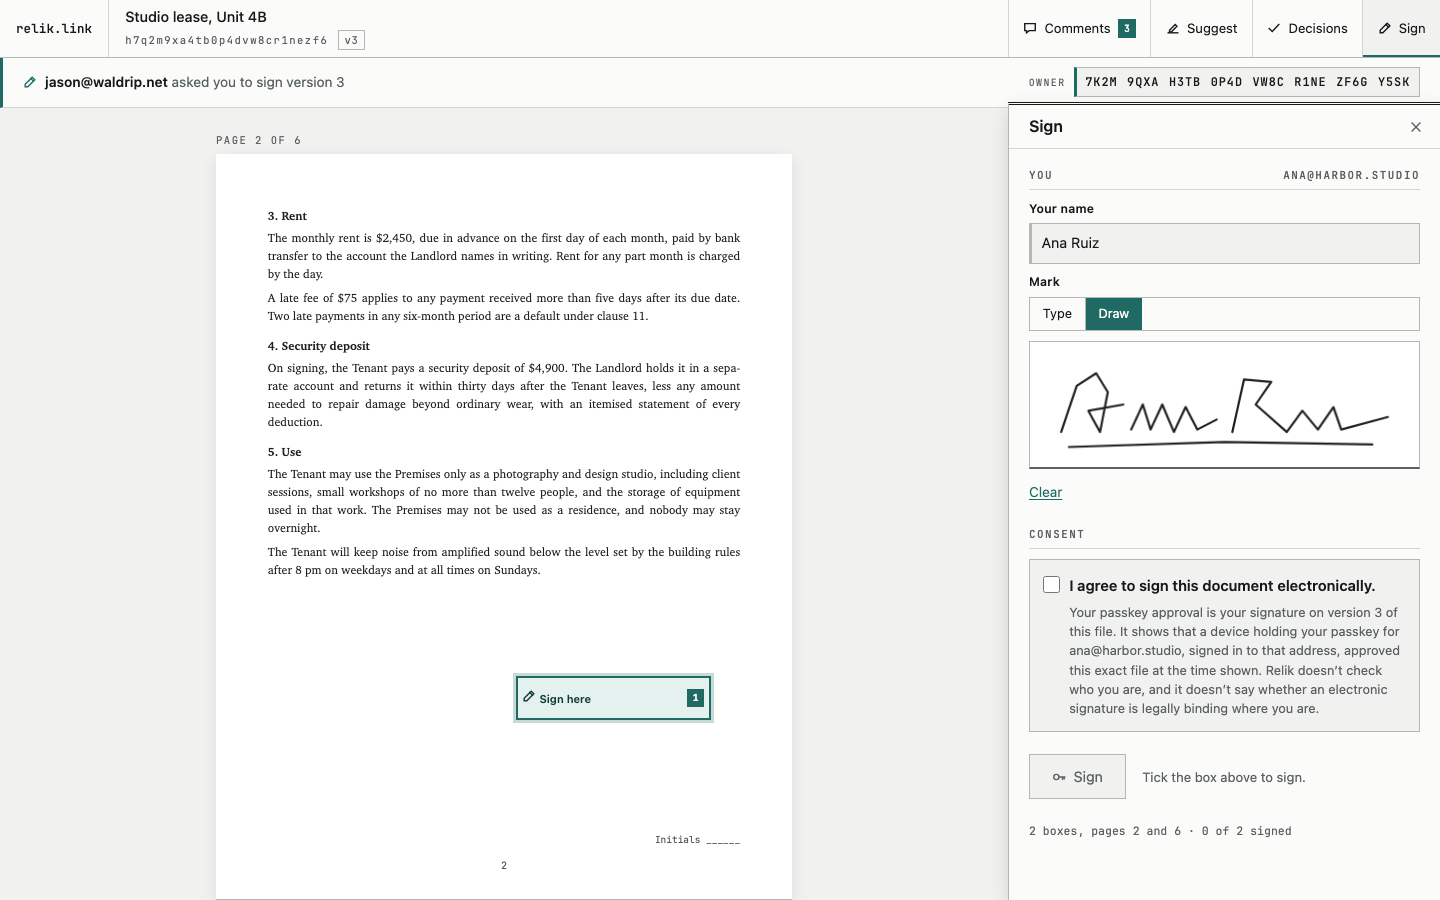 relik.link
Studio lease, Unit 4B
h7q2m9xa4tb0p4dvw8cr1nezf6 v3
Comments 3
Suggest
Decisions
Sign
jason@waldrip.net asked you to sign version 3
OWNER 7K2M 9QXA H3TB 0P4D VW8C R1NE ZF6G Y5SK
PAGE 2 OF 6
3. Rent
The monthly rent is $2,450, due in advance on the first day of each month, paid by bank
transfer to the account the Landlord names in writing. Rent for any part month is charged
by the day.
A late fee of $75 applies to any payment received more than five days after its due date.
Two late payments in any six-month period are a default under clause 11.
4. Security deposit
On signing, the Tenant pays a security deposit of $4,900. The Landlord holds it in a sepa-
rate account and returns it within thirty days after the Tenant leaves, less any amount
needed to repair damage beyond ordinary wear, with an itemised statement of every
deduction.
5. Use
The Tenant may use the Premises only as a photography and design studio, including client
sessions, small workshops of no more than twelve people, and the storage of equipment
used in that work. The Premises may not be used as a residence, and nobody may stay
overnight.
The Tenant will keep noise from amplified sound below the level set by the building rules
after 8 pm on weekdays and at all times on Sundays.
Sign here 1
Initials ______
2
Sign
YOU ANA@HARBOR.STUDIO
Your name
Ana Ruiz
Mark
Type Draw
Clear
CONSENT
I agree to sign this document electronically.
Your passkey approval is your signature on version 3 of
this file. It shows that a device holding your passkey for
ana@harbor.studio, signed in to that address, approved
this exact file at the time shown. Relik doesn’t check
who you are, and it doesn’t say whether an electronic
signature is legally binding where you are.
Sign
Tick the box above to sign.
2 boxes, pages 2 and 6 · 0 of 2 signed